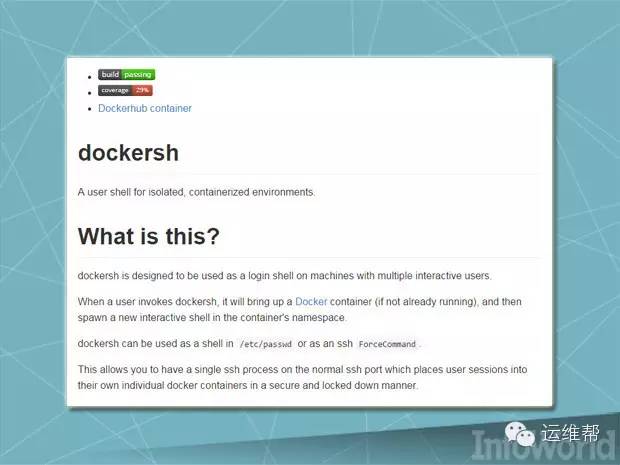 build passing
coverage 29%
Dockerhub container
dockersh
A user shell for isolated, containerized environments.
What is this?
dockersh is designed to be used as a login shell on machines with multiple interactive users.
When a user invokes dockersh, it will bring up a Docker container (if not already running), and then
spawn a new interactive shell in the container's namespace.
dockersh can be used as a shell in /etc/passwd or as an ssh ForceCommand.
This allows you to have a single ssh process on the normal ssh port which places user sessions into
their own individual docker containers in a secure and locked down manner.
运维帮
InfoWorld